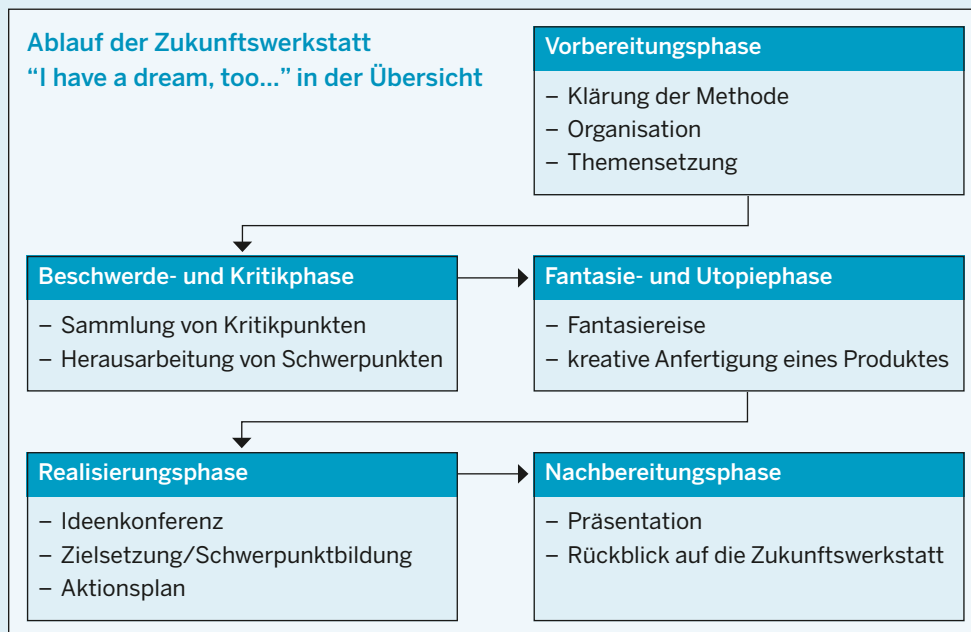 Ablauf der Zukunftswerkstatt
“I have a dream, too...” in der Übersicht
Vorbereitungsphase
– Klärung der Methode
– Organisation
– Themensetzung
Beschwerde- und Kritikphase
– Sammlung von Kritikpunkten
– Herausarbeitung von Schwerpunkten
Fantasie- und Utopiephase
– Fantasiereise
– kreative Anfertigung eines Produktes
Realisierungsphase
– Ideenkonferenz
– Zielsetzung/Schwerpunktbildung
– Aktionsplan
Nachbereitungsphase
– Präsentation
– Rückblick auf die Zukunftswerkstatt